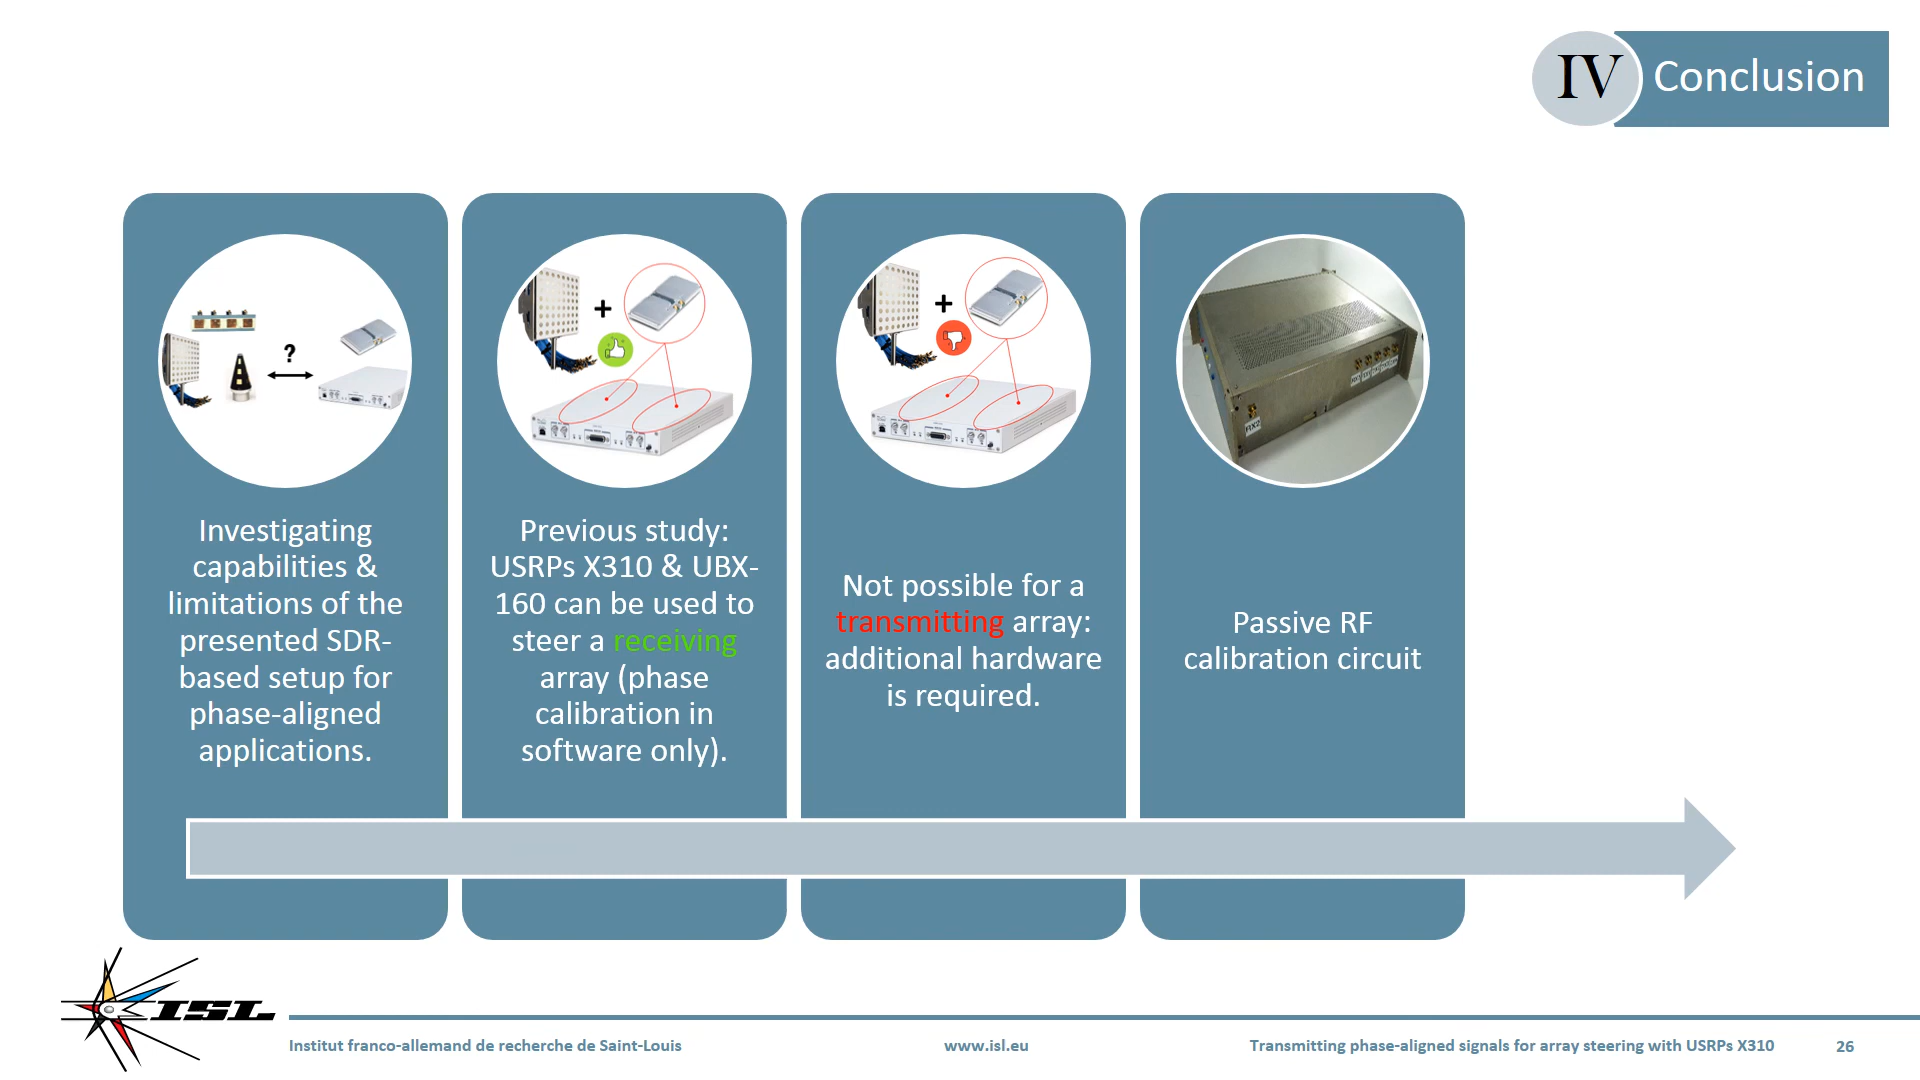 IV Conclusion
?
+
+
RX2
Investigating
capabilities &
limitations of the
presented SDR-
based setup for
phase-aligned
applications.
Previous study:
USRPs X310 & UBX-
160 can be used to
steer a receiving
array (phase
calibration in
software only).
Not possible for a
transmitting array:
additional hardware
is required.
Passive RF
calibration circuit
ISL
Institut franco-allemand de recherche de Saint-Louis
www.isl.eu
Transmitting phase-aligned signals for array steering with USRPs X310
26